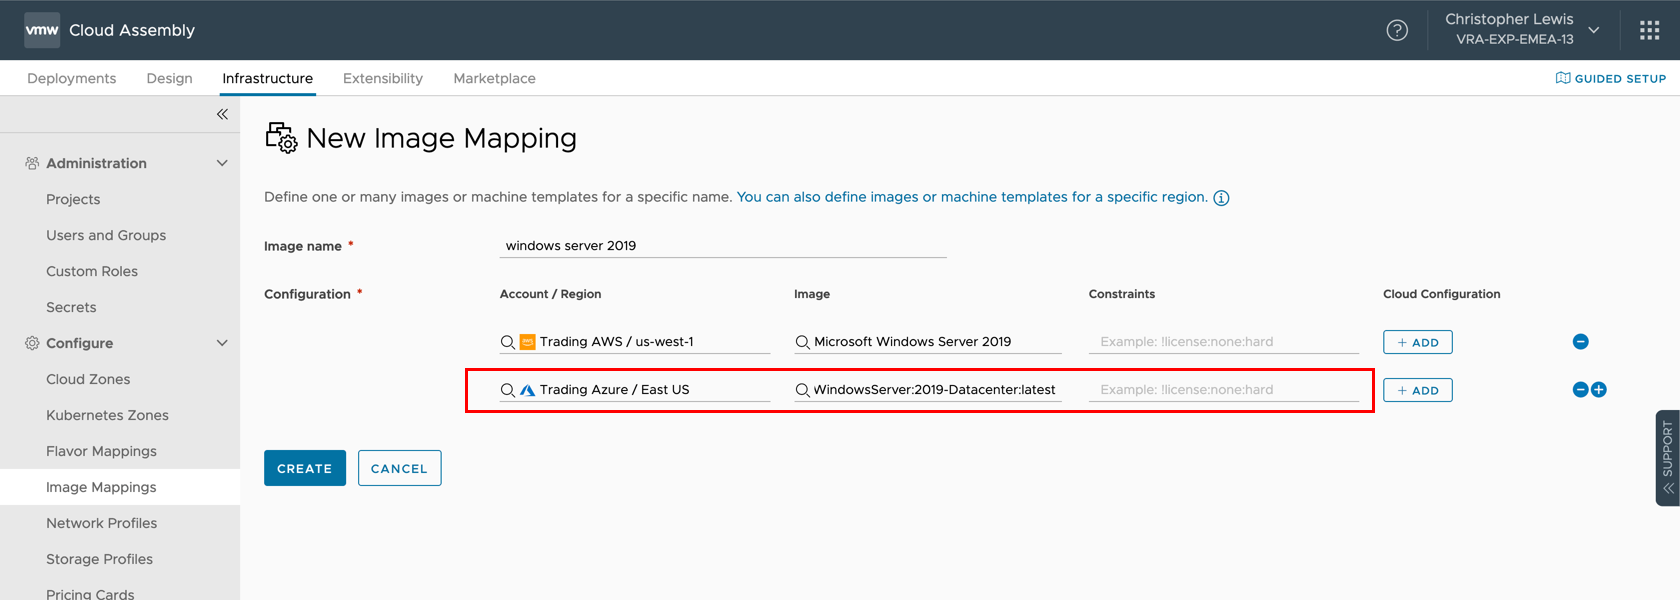 vmw Cloud Assembly
Christopher Lewis
VRA-EXP-EMEA-13
Deployments Design Infrastructure Extensibility Marketplace
GUIDED SETUP
Administration
Projects
Users and Groups
Custom Roles
Secrets
Configure
Cloud Zones
Kubernetes Zones
Flavor Mappings
Image Mappings
Network Profiles
Storage Profiles
Pricing Cards
New Image Mapping
Define one or many images or machine templates for a specific name. You can also define images or machine templates for a specific region.
Image name * windows server 2019
Configuration * Account / Region Image Constraints Cloud Configuration
Trading AWS / us-west-1 Microsoft Windows Server 2019 Example: !license:none:hard + ADD
Trading Azure / East US WindowsServer:2019-Datacenter:latest Example: !license:none:hard + ADD
CREATE CANCEL
SUPPORT